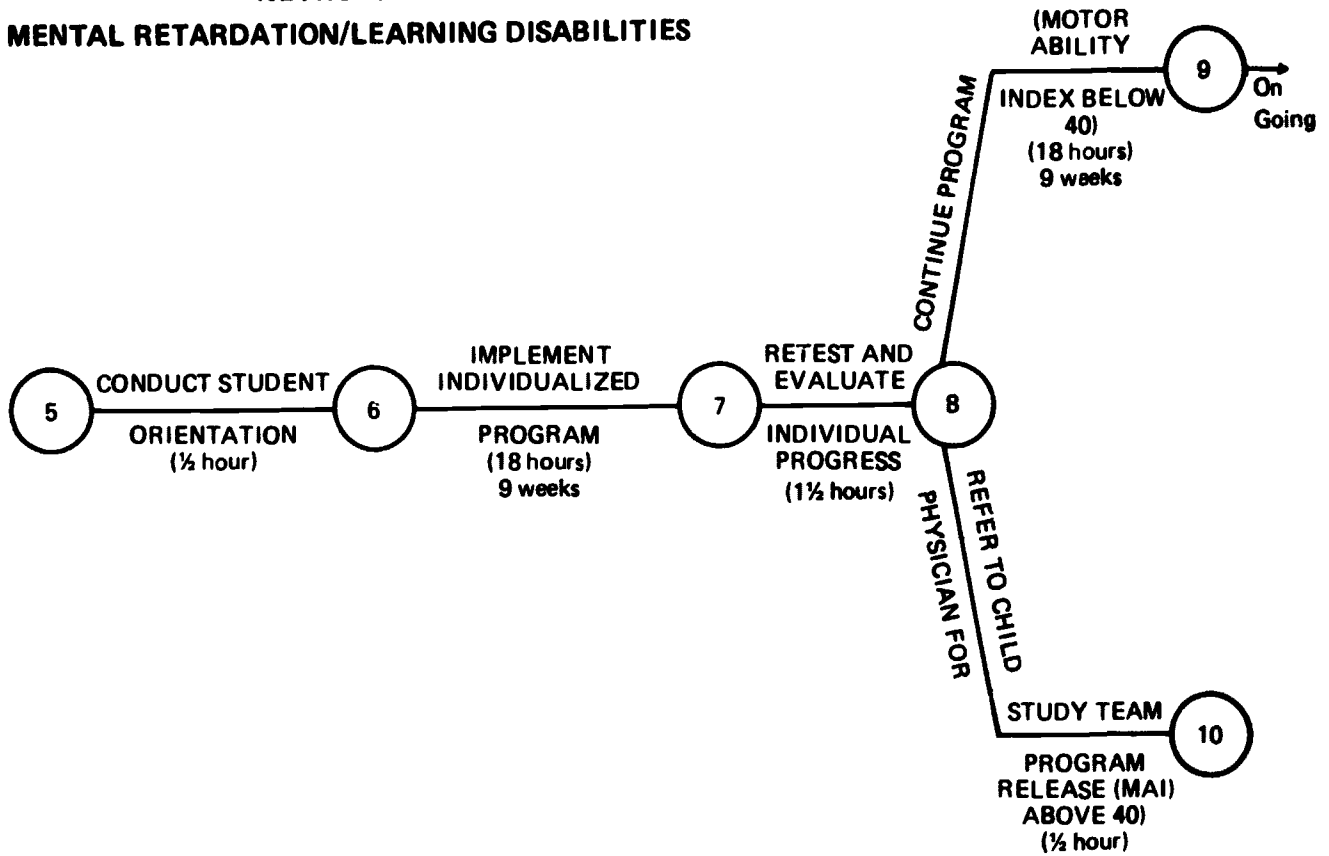 MENTAL RETARDATION/LEARNING DISABILITIES
(MOTOR
ABILITY
9
On
Going
INDEX BELOW
40)
(18 hours)
9 weeks
CONTINUE PROGRAM
5
CONDUCT STUDENT
ORIENTATION
(½ hour)
6
IMPLEMENT
INDIVIDUALIZED
PROGRAM
(18 hours)
9 weeks
7
RETEST AND
EVALUATE
INDIVIDUAL
PROGRESS
(1½ hours)
8
REFER TO CHILD
PHYSICIAN FOR
STUDY TEAM
10
PROGRAM
RELEASE (MAI)
ABOVE 40)
(½ hour)